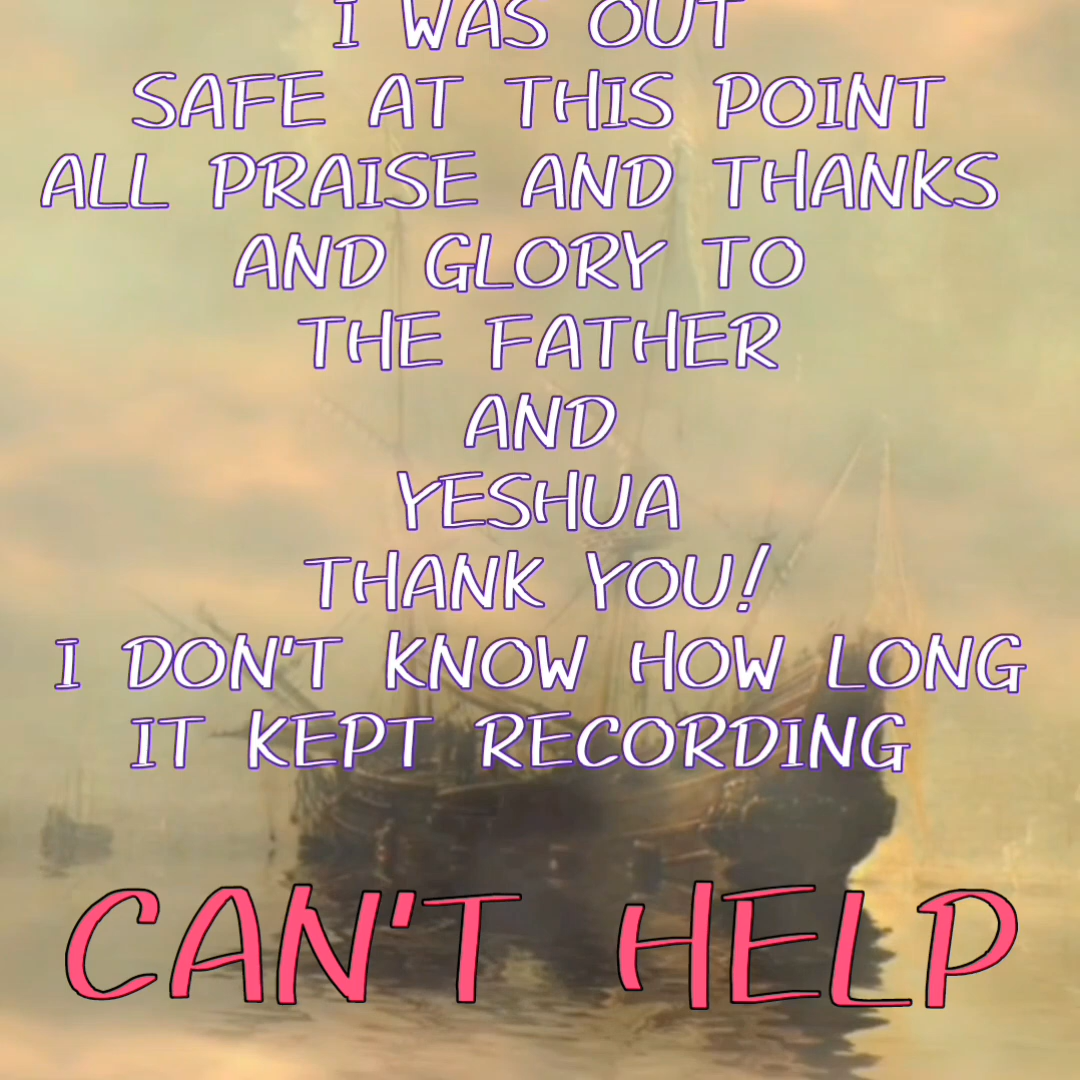 I WAS OUT
SAFE AT THIS POINT
ALL PRAISE AND THANKS
AND GLORY TO
THE FATHER
AND
YESHUA
THANK YOU!
I DON'T KNOW HOW LONG
IT KEPT RECORDING
CAN'T HELP